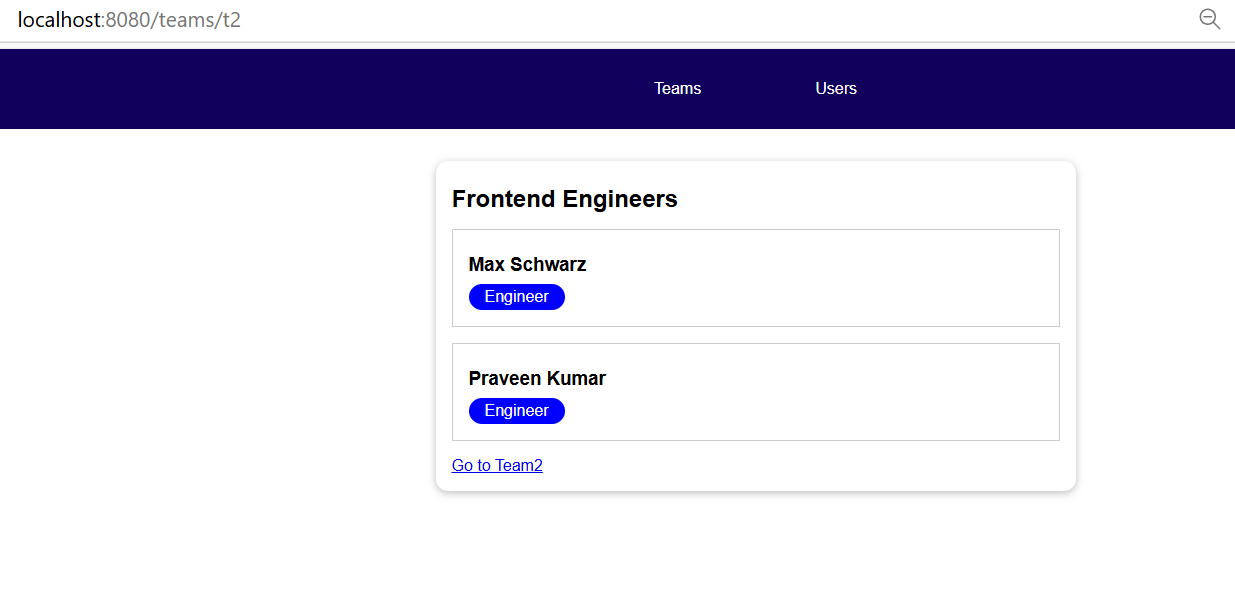 localhost:8080/teams/t2
Teams Users
Frontend Engineers
Max Schwarz
Engineer
Praveen Kumar
Engineer
Go to Team2